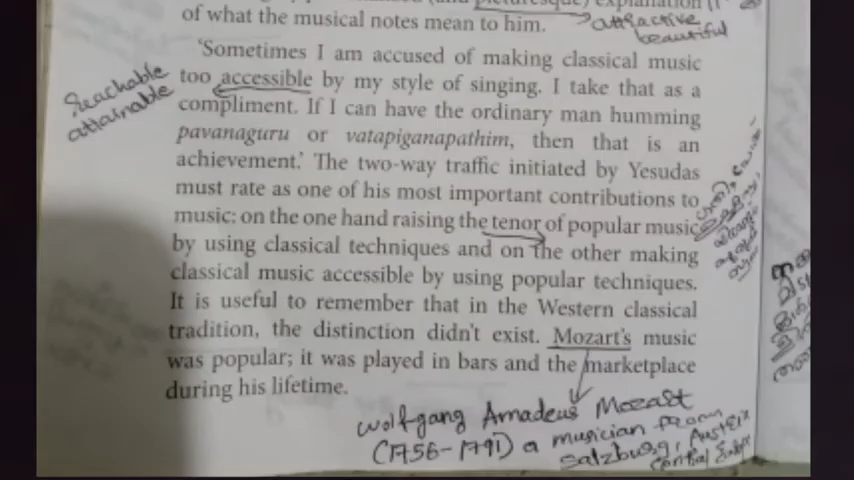 (and picturesque) explanation
of what the musical notes mean to him.
attractive
beautiful
'Sometimes I am accused of making classical music
too accessible by my style of singing. I take that as a
compliment. If I can have the ordinary man humming
pavanaguru or vatapiganapathim, then that is an
achievement.' 'The two-way traffic initiated by Yesudas
must rate as one of his most important contributions to
music: on the one hand raising the tenor of popular music
by using classical techniques and on the other making
classical music accessible by using popular techniques.
It is useful to remember that in the Western classical
tradition, the distinction didn't exist. Mozart's music
was popular; it was played in bars and the marketplace
during his lifetime.
reachable
attainable
Wolfgang Amadeus Mozart
(1756-1791) a musician from
Salzburg, Austria
Central